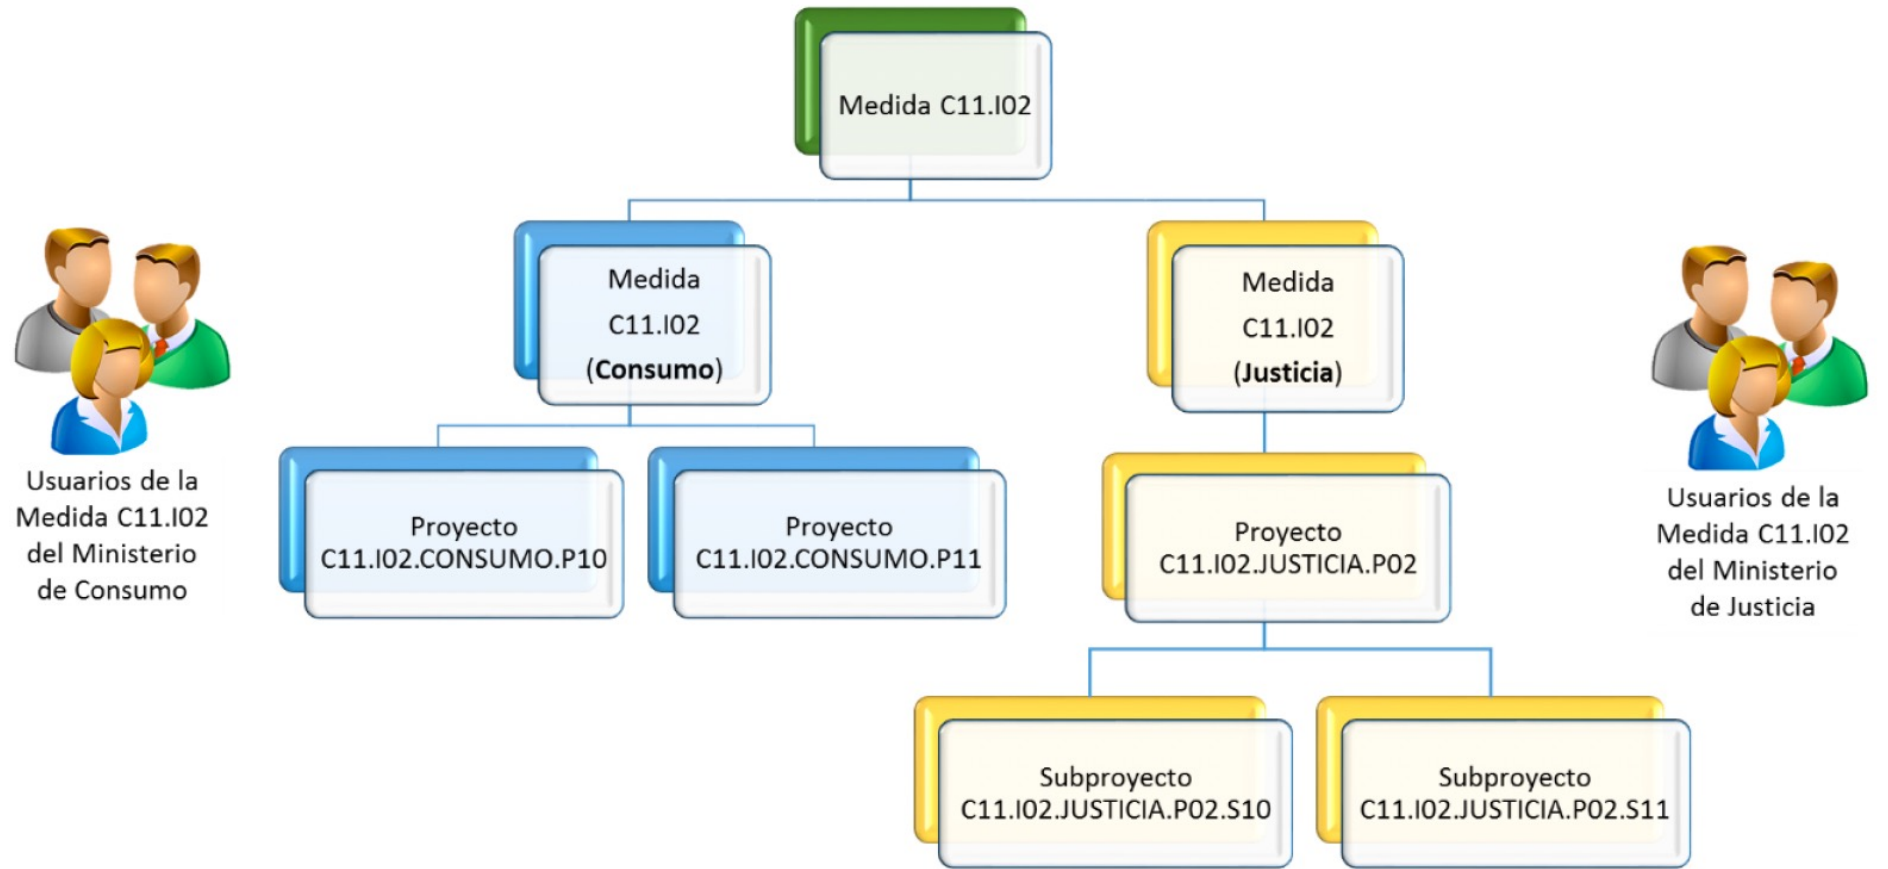 Medida C11.I02
Medida
C11.I02
(Consumo)
Medida
C11.I02
(Justicia)
Usuarios de la
Medida C11.I02
del Ministerio
de Consumo
Proyecto
C11.I02.CONSUMO.P10
Proyecto
C11.I02.CONSUMO.P11
Proyecto
C11.I02.JUSTICIA.P02
Usuarios de la
Medida C11.I02
del Ministerio
de Justicia
Subproyecto
C11.I02.JUSTICIA.P02.S10
Subproyecto
C11.I02.JUSTICIA.P02.S11